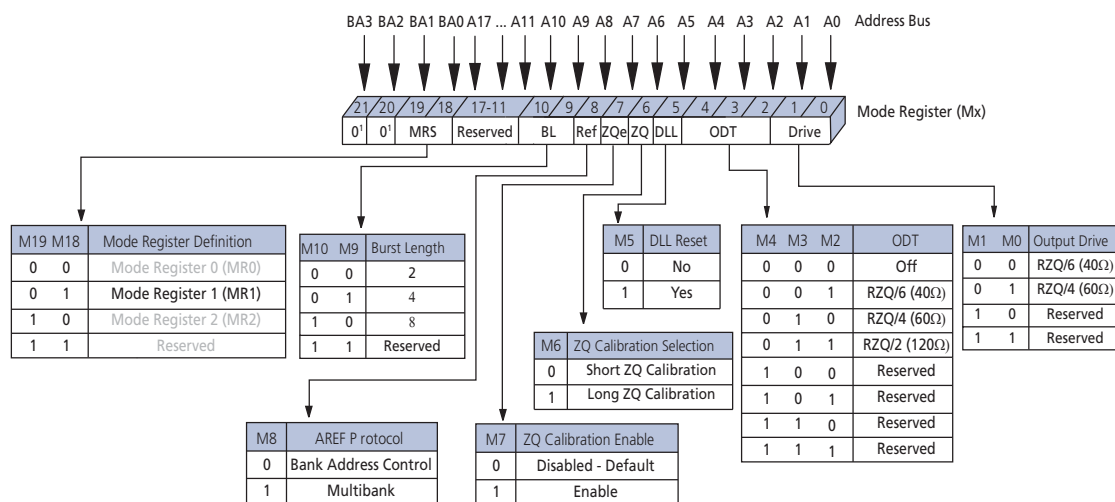 BA3 BA2 BA1 BA0 A17 ... A11 A10 A9 A8 A7 A6 A5 A4 A3 A2 A1 A0 Address Bus
21 20 19 18 17-11 10 9 8 7 6 5 4 3 2 1 0 Mode Register (Mx)
0¹ 0¹ MRS Reserved BL Ref ZQe ZQ DLL ODT Drive
M19 M18 Mode Register Definition
0 0 Mode Register 0 (MR0)
0 1 Mode Register 1 (MR1)
1 0 Mode Register 2 (MR2)
1 1 Reserved
M10 M9 Burst Length
0 0 2
0 1 4
1 0 8
1 1 Reserved
M5 DLL Reset
0 No
1 Yes
M4 M3 M2 ODT
0 0 0 Off
0 0 1 RZQ/6 (40Ω)
0 1 0 RZQ/4 (60Ω)
0 1 1 RZQ/2 (120Ω)
1 0 0 Reserved
1 0 1 Reserved
1 1 0 Reserved
1 1 1 Reserved
M1 M0 Output Drive
0 0 RZQ/6 (40Ω)
0 1 RZQ/4 (60Ω)
1 0 Reserved
1 1 Reserved
M6 ZQ Calibration Selection
0 Short ZQ Calibration
1 Long ZQ Calibration
M8 AREF P rotocol
0 Bank Address Control
1 Multibank
M7 ZQ Calibration Enable
0 Disabled - Default
1 Enable